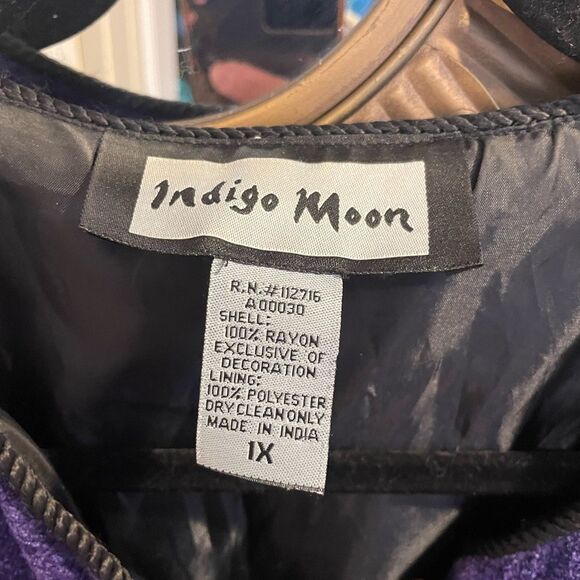 Indigo Moon
R.N.#112716
A00030
SHELL:
100% RAYON
EXCLUSIVE OF
DECORATION
LINING:
100% POLYESTER
DRY CLEAN ONLY
MADE IN INDIA
1X